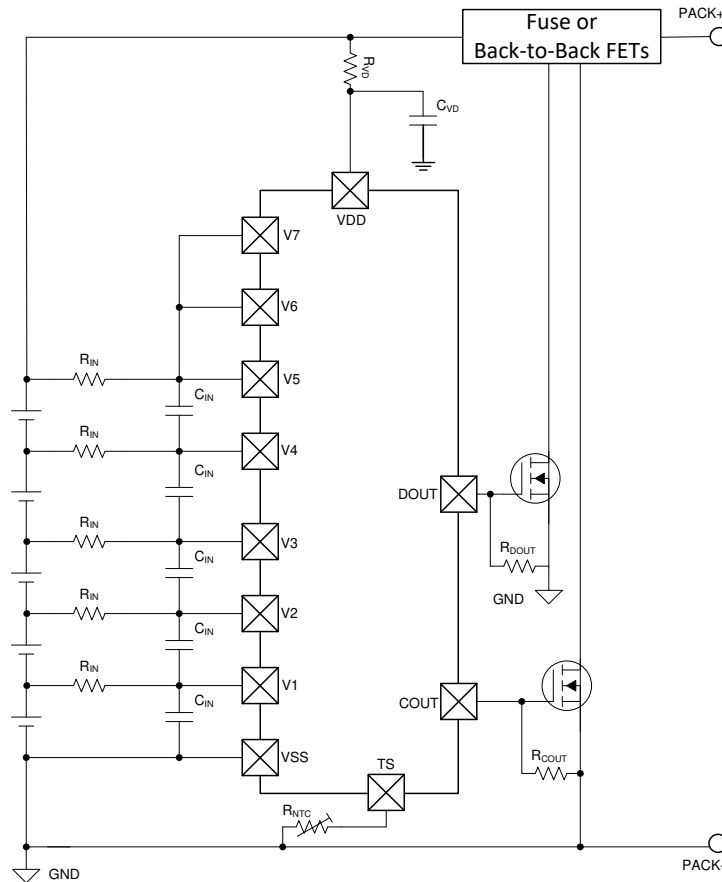 Fuse or
Back-to-Back FETs
PACK+
RVD
CVD
VDD
V7
V6
RIN
V5
CIN
RIN
V4
CIN
DOUT
RIN
V3
RDOUT
CIN
GND
RIN
V2
CIN
RIN
V1
COUT
CIN
VSS
TS
RCOUT
RNTC
GND
PACK-